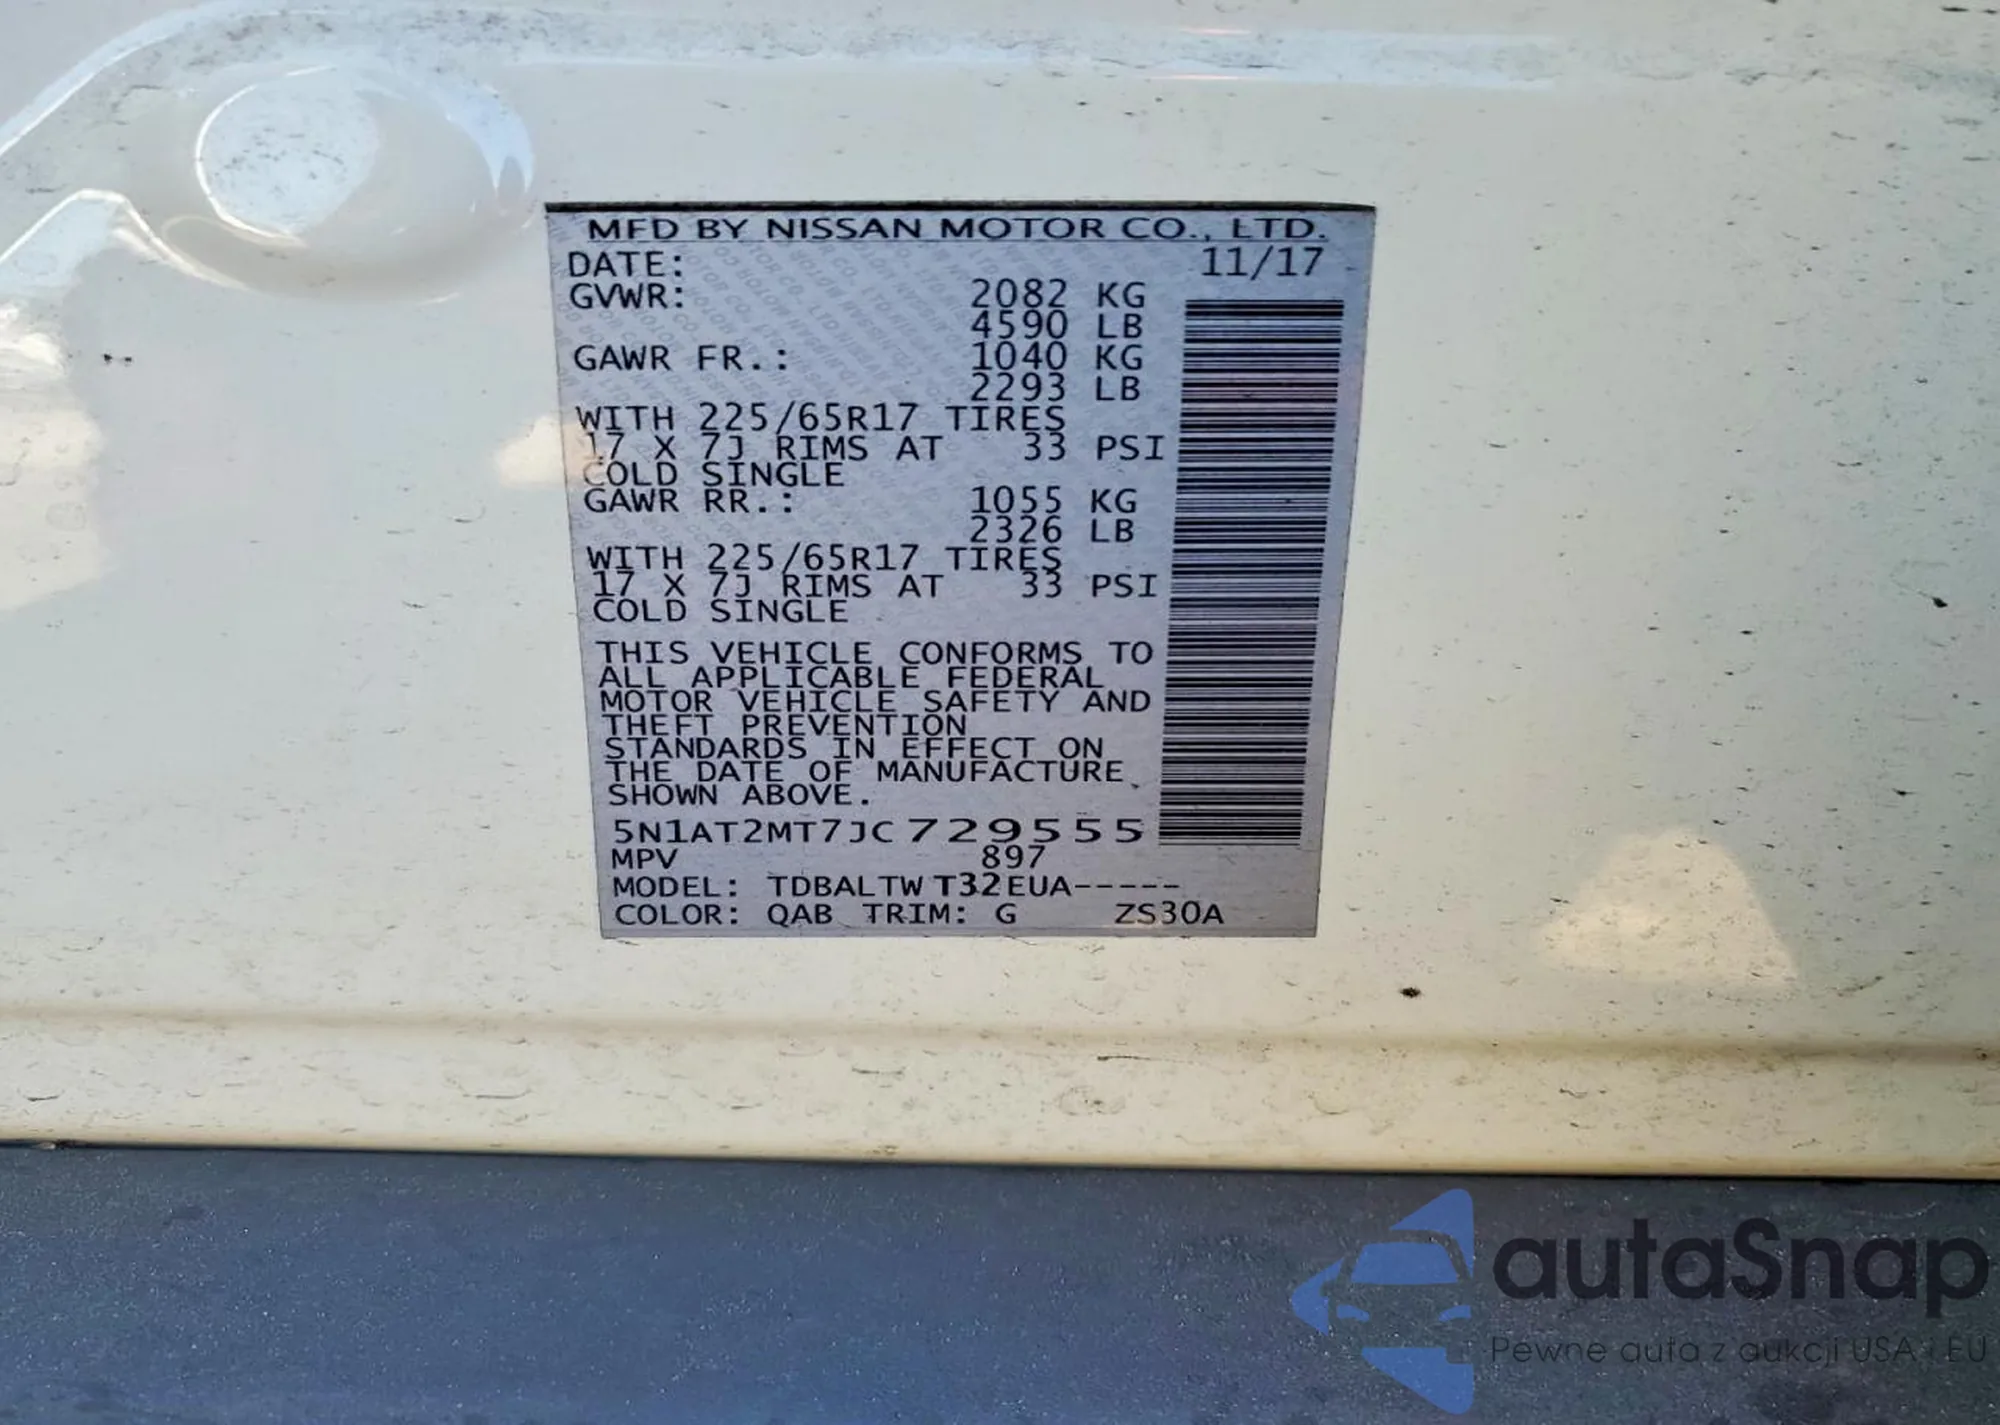 MFD BY NISSAN MOTOR CO., LTD.
DATE: 11/17
GVWR: 2082 KG
4590 LB
GAWR FR.: 1040 KG
2293 LB
WITH 225/65R17 TIRES
17 X 7J RIMS AT 33 PSI
COLD SINGLE
GAWR RR.: 1055 KG
2326 LB
WITH 225/65R17 TIRES
17 X 7J RIMS AT 33 PSI
COLD SINGLE
THIS VEHICLE CONFORMS TO
ALL APPLICABLE FEDERAL
MOTOR VEHICLE SAFETY AND
THEFT PREVENTION
STANDARDS IN EFFECT ON
THE DATE OF MANUFACTURE
SHOWN ABOVE.
5N1AT2MT7JC729555
MPV 897
MODEL: TDBALTWT32EUA-----
COLOR: QAB TRIM: G ZS30A
autaSnap
Pewne auta z aukcji USA i EU